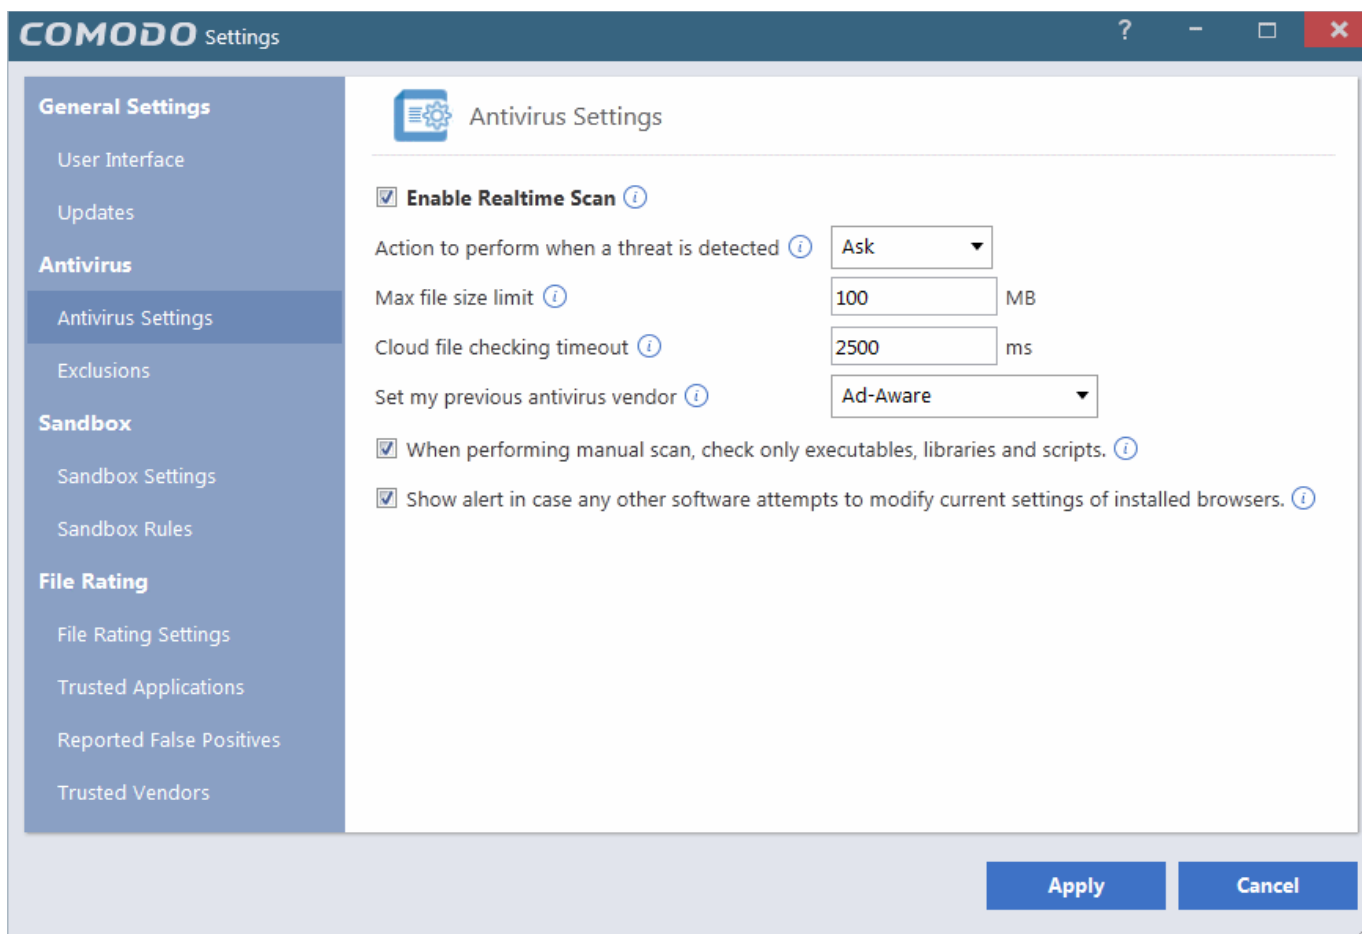 COMODO Settings
?
General Settings
User Interface
Updates
Antivirus
Antivirus Settings
Exclusions
Sandbox
Sandbox Settings
Sandbox Rules
File Rating
File Rating Settings
Trusted Applications
Reported False Positives
Trusted Vendors
Antivirus Settings
Enable Realtime Scan i
Action to perform when a threat is detected i Ask
Max file size limit i 100 MB
Cloud file checking timeout i 2500 ms
Set my previous antivirus vendor i Ad-Aware
When performing manual scan, check only executables, libraries and scripts. i
Show alert in case any other software attempts to modify current settings of installed browsers. i
Apply Cancel